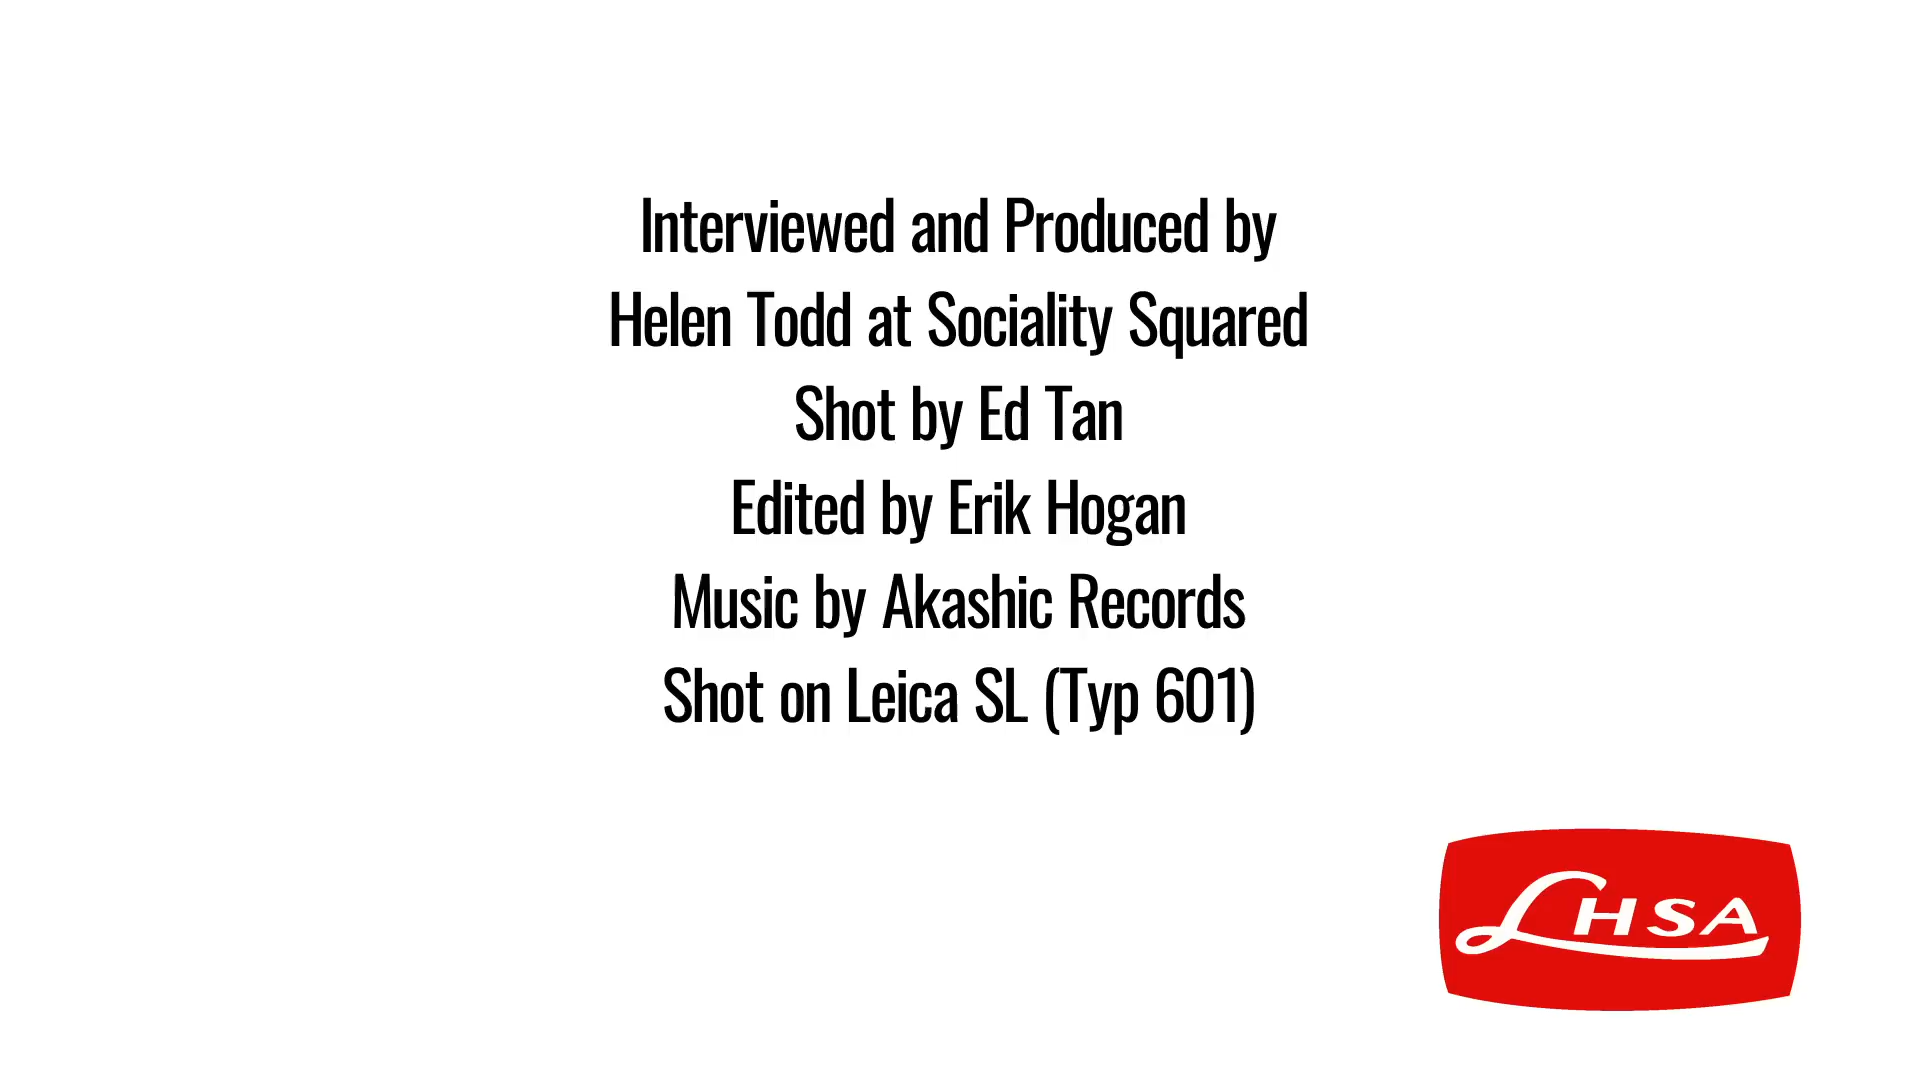 Interviewed and Produced by
Helen Todd at Sociality Squared
Shot by Ed Tan
Edited by Erik Hogan
Music by Akashic Records
Shot on Leica SL (Typ 601)
LHSA